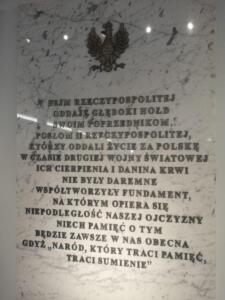 SEJM RZECZYPOSPOLITEJ
ODDAJE GŁĘBOKI HOŁD
SWOIM POPRZEDNIKOM,
POSŁOM II RZECZYPOSPOLITEJ,
KTÓRZY ODDALI ŻYCIE ZA POLSKĘ
W CZASIE DRUGIEJ WOJNY ŚWIATOWEJ
ICH CIERPIENIA I DANINA KRWI
NIE BYŁY DAREMNE
WSPÓŁTWORZYŁY FUNDAMENT,
NA KTÓRYM OPIERA SIĘ
NIEPODLEGŁOŚĆ NASZEJ OJCZYZNY
NIECH PAMIĘĆ O TYM
BĘDZIE ZAWSZE W NAS OBECNA
GDYŻ „NARÓD, KTÓRY TRACI PAMIĘĆ,
TRACI SUMIENIE"